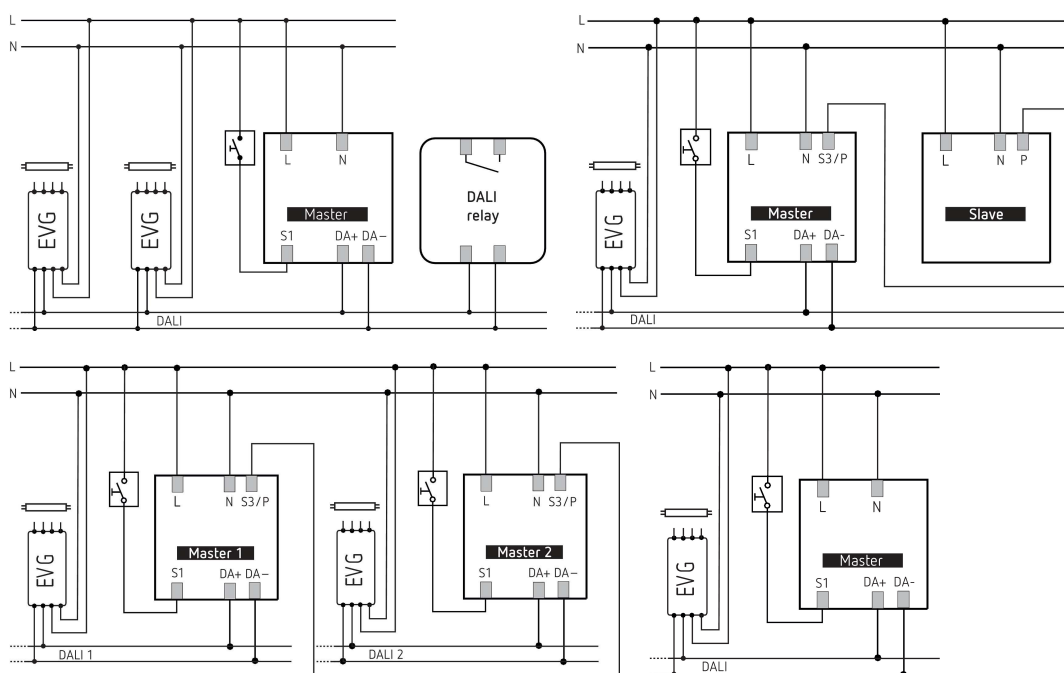 L
N
EVG
EVG
L N
Master
S1 DA+ DA−
DALI
relay
DALI
L
N
EVG
L N S3/P
Master
S1 DA+ DA-
L N P
Slave
DALI
L
N
EVG
L N S3/P
Master 1
S1 DA+ DA−
DALI 1
EVG
L N S3/P
Master 2
S1 DA+ DA−
DALI 2
L
N
EVG
L N
Master
S1 DA+ DA-
DALI